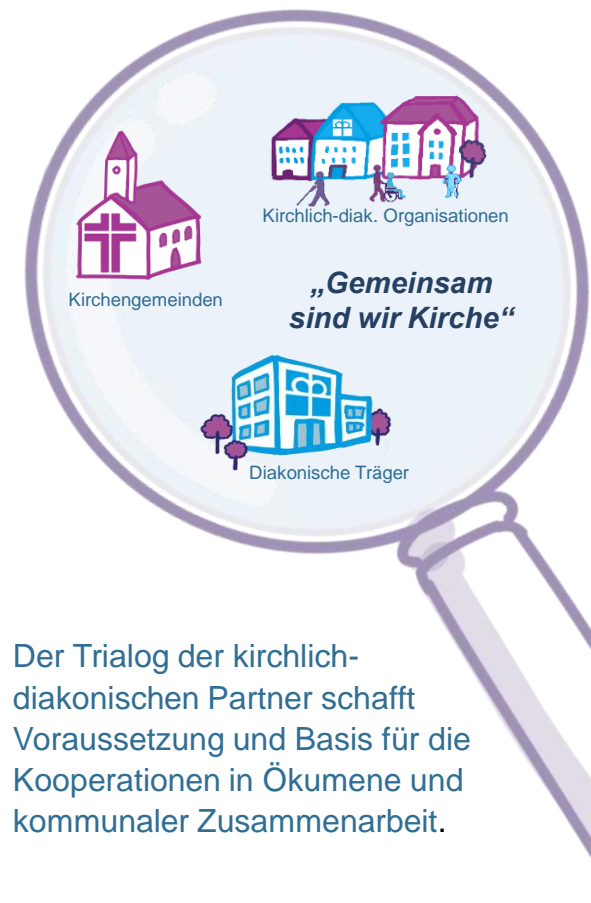 Kirchlich-diak. Organisationen
Kirchengemeinden
„Gemeinsam
sind wir Kirche“
Diakonische Träger
Der Trialog der kirchlich-
diakonischen Partner schafft
Voraussetzung und Basis für die
Kooperationen in Ökumene und
kommunaler Zusammenarbeit.